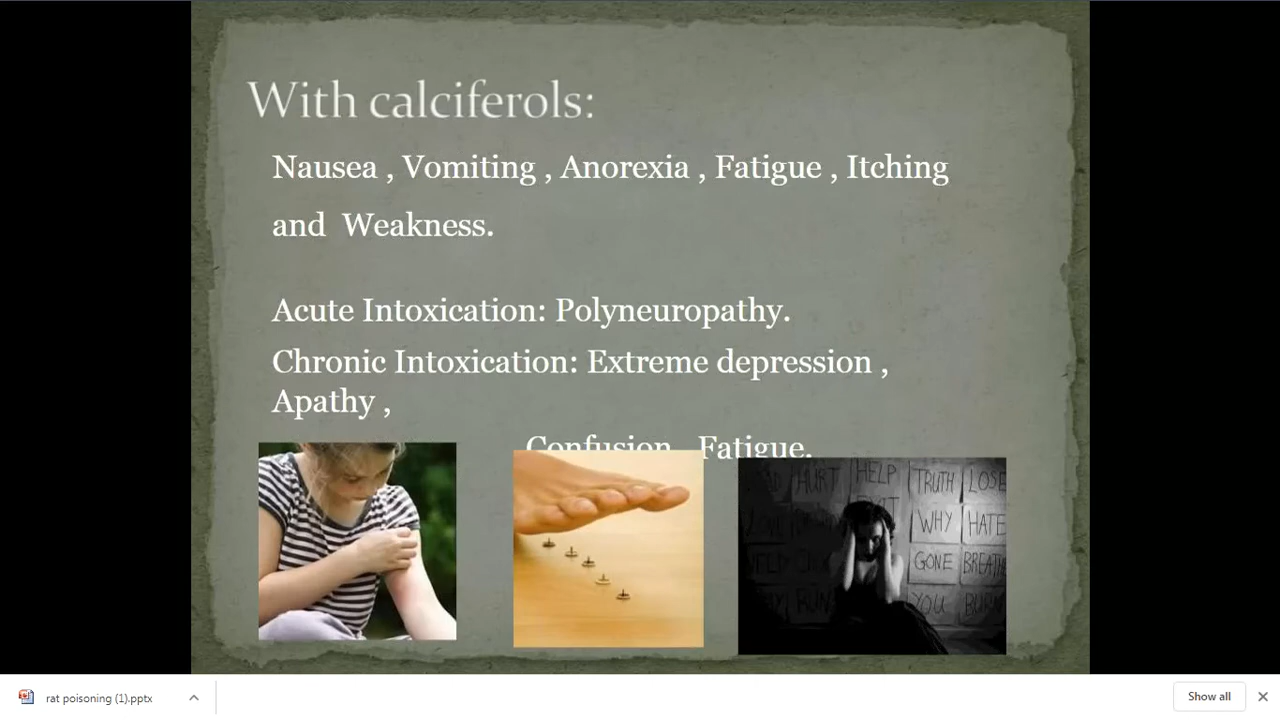 With calciferols:
Nausea , Vomiting , Anorexia , Fatigue , Itching
and Weakness.
Acute Intoxication: Polyneuropathy.
Chronic Intoxication: Extreme depression ,
Apathy ,
Confusion Fatigue.
HURT HELP TRUTH LOSE
WHY HATE
GONE BREATHE
YOU BURN
rat poisoning (1).pptx
Show all